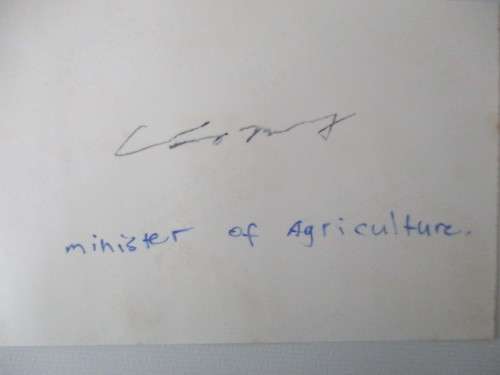 minister of Agriculture.